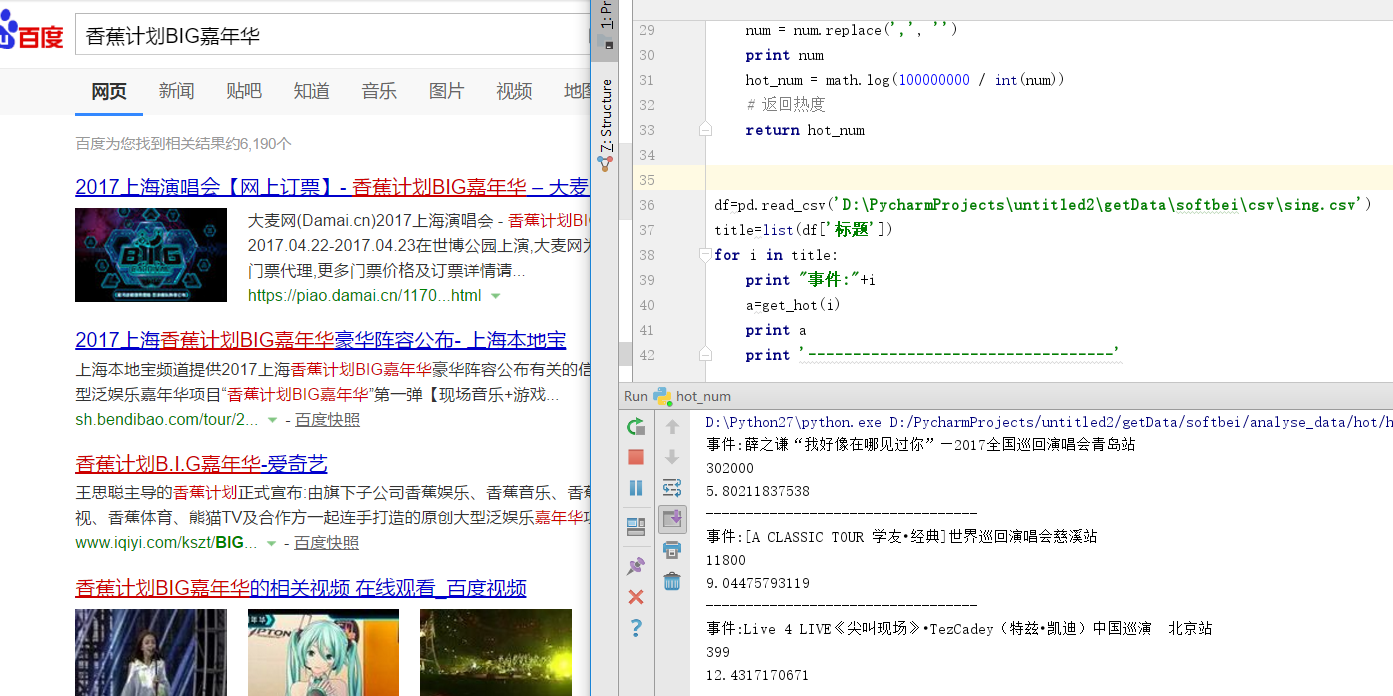 百度
香蕉计划BIG嘉年华
网页 新闻 贴吧 知道 音乐 图片 视频 地图
百度为您找到相关结果约6,190个
2017上海演唱会【网上订票】- 香蕉计划BIG嘉年华 – 大麦
大麦网(Damai.cn)2017上海演唱会 - 香蕉计划BI
2017.04.22-2017.04.23在世博公园上演,大麦网为
门票代理,更多门票价格及订票详情请...
https://piao.damai.cn/1170...html
2017上海香蕉计划BIG嘉年华豪华阵容公布- 上海本地宝
上海本地宝频道提供2017上海香蕉计划BIG嘉年华豪华阵容公布有关的信
型泛娱乐嘉年华项目“香蕉计划BIG嘉年华”第一弹【现场音乐+游戏...
sh.bendibao.com/tour/2... - 百度快照
香蕉计划B.I.G嘉年华-爱奇艺
王思聪主导的香蕉计划正式宣布:由旗下子公司香蕉娱乐、香蕉音乐、香蕉
视、香蕉体育、熊猫TV及合作方一起连手打造的原创大型泛娱乐嘉年华项
www.iqiyi.com/kszt/BIG... - 百度快照
香蕉计划BIG嘉年华的相关视频 在线观看_百度视频
1: Pr
7: Structure
29 num = num.replace(',', '')
30 print num
31 hot_num = math.log(100000000 / int(num))
32 # 返回热度
33 return hot_num
34
35
36 df=pd.read_csv('D:\PycharmProjects\untitled2\getData\softbei\csv\sing.csv')
37 title=list(df['标题'])
38 for i in title:
39 print "事件:"+i
40 a=get_hot(i)
41 print a
42 print '----------------------------------'
Run hot_num
D:\Python27\python.exe D:/PycharmProjects/untitled2/getData/softbei/analyse_data/hot/h
事件:薛之谦“我好像在哪见过你”—2017全国巡回演唱会青岛站
302000
5.80211837538
----------------------------------
事件:[A CLASSIC TOUR 学友•经典]世界巡回演唱会慈溪站
11800
9.04475793119
----------------------------------
事件:Live 4 LIVE《尖叫现场》•TezCadey（特兹•凯迪）中国巡演 北京站
399
12.4317170671